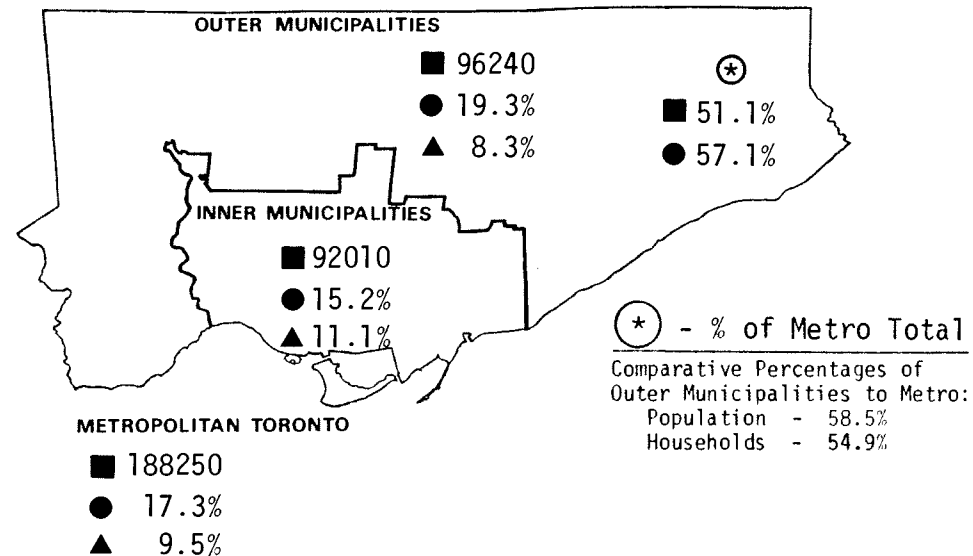 OUTER MUNICIPALITIES
■ 96240
● 19.3%
▲ 8.3%
(*)
■ 51.1%
● 57.1%
INNER MUNICIPALITIES
■ 92010
● 15.2%
▲ 11.1%
(*) - % of Metro Total
Comparative Percentages of
Outer Municipalities to Metro:
Population - 58.5%
Households - 54.9%
METROPOLITAN TORONTO
■ 188250
● 17.3%
▲ 9.5%